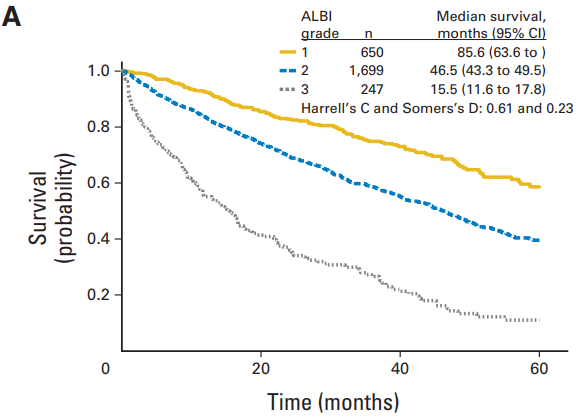 A
ALBI grade n Median survival, months (95% CI)
1 650 85.6 (63.6 to )
2 1,699 46.5 (43.3 to 49.5)
3 247 15.5 (11.6 to 17.8)
Harrell's C and Somers's D: 0.61 and 0.23
Survival (probability)
1.0
0.8
0.6
0.4
0.2
0 20 40 60
Time (months)